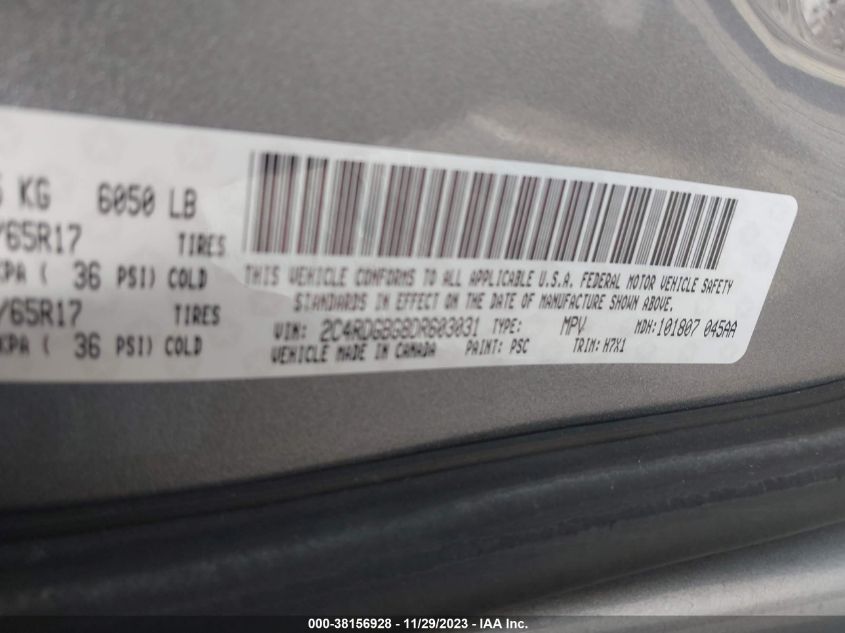 KG 6050 LB
/65R17 TIRES
KPA ( 36 PSI) COLD
/65R17 TIRES
KPA ( 36 PSI) COLD
THIS VEHICLE CONFORMS TO ALL APPLICABLE U.S.A. FEDERAL MOTOR VEHICLE SAFETY
STANDARDS IN EFFECT ON THE DATE OF MANUFACTURE SHOWN ABOVE.
VIN: 2C4RDGBG8DR603031 TYPE: MPV MDH: 101807 045AA
VEHICLE MADE IN CANADA PAINT: PSC TRIM: H7X1
000-38156928 - 11/29/2023 - IAA Inc.